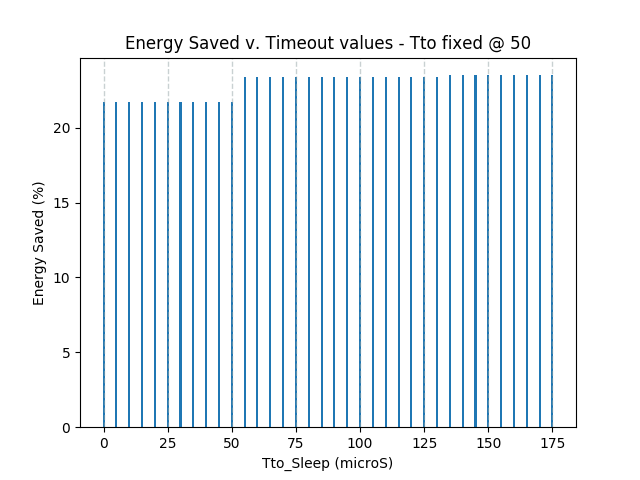 Energy Saved v. Timeout values - Tto fixed @ 50
20
15
10
5
0
Energy Saved (%)
0 25 50 75 100 125 150 175
Tto_Sleep (microS)